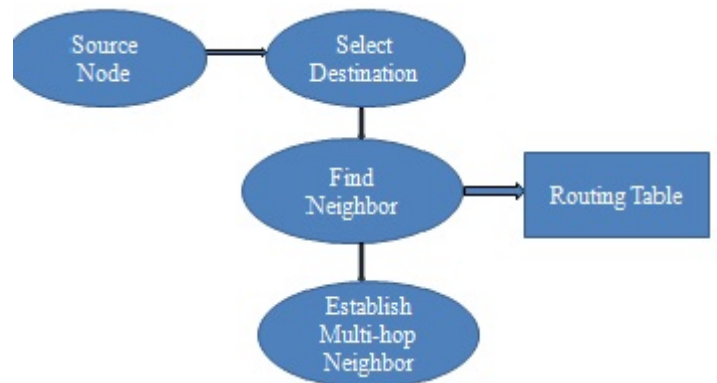 Source
Node
Select
Destination
Find
Neighbor
Routing Table
Establish
Multi-hop
Neighbor